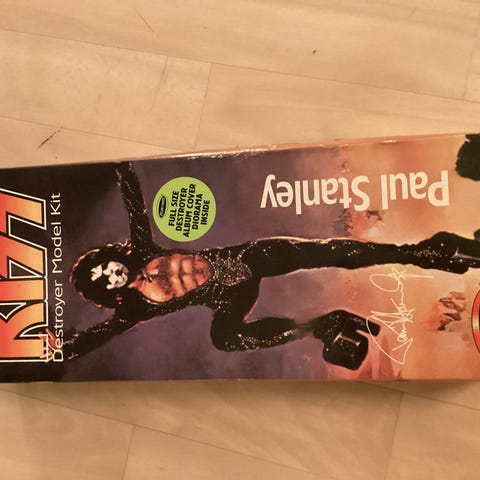 KISS
Destroyer Model Kit
FULL SIZE
DESTROYER
ALBUM COVER
DIORAMA
INSIDE
Paul Stanley